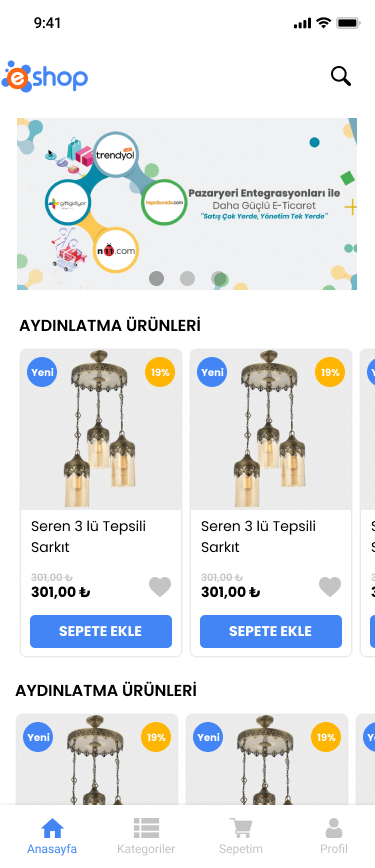 9:41
eshop
trendyol
gittigidiyor
hepsiburada.com
n11.com
Pazaryeri Entegrasyonları ile
Daha Güçlü E-Ticaret
"Satış Çok Yerde, Yönetim Tek Yerde"
AYDINLATMA ÜRÜNLERİ
Yeni
19%
Yeni
19%
Seren 3 lü Tepsili
Sarkıt
Seren 3 lü Tepsili
Sarkıt
301,00 ₺
301,00 ₺
301,00 ₺
301,00 ₺
SEPETE EKLE
SEPETE EKLE
AYDINLATMA ÜRÜNLERİ
Yeni
19%
Yeni
19%
Anasayfa
Kategoriler
Sepetim
Profil